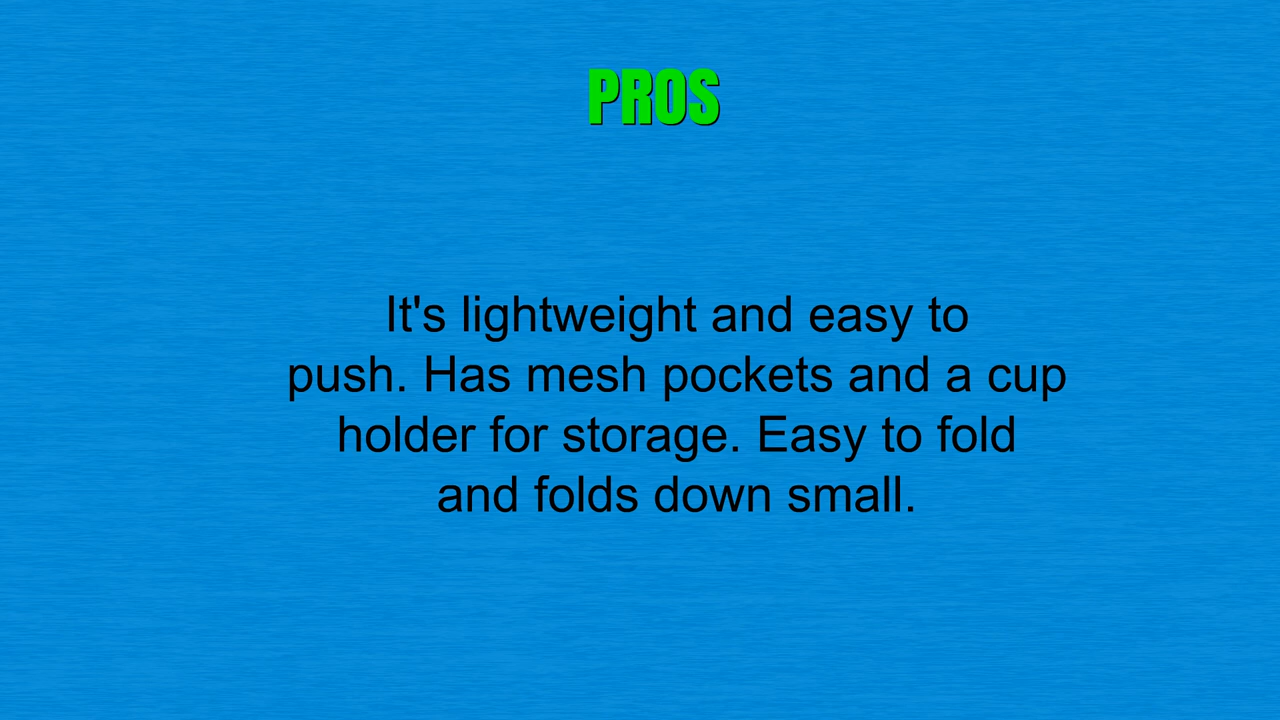 PROS
It's lightweight and easy to
push. Has mesh pockets and a cup
holder for storage. Easy to fold
and folds down small.